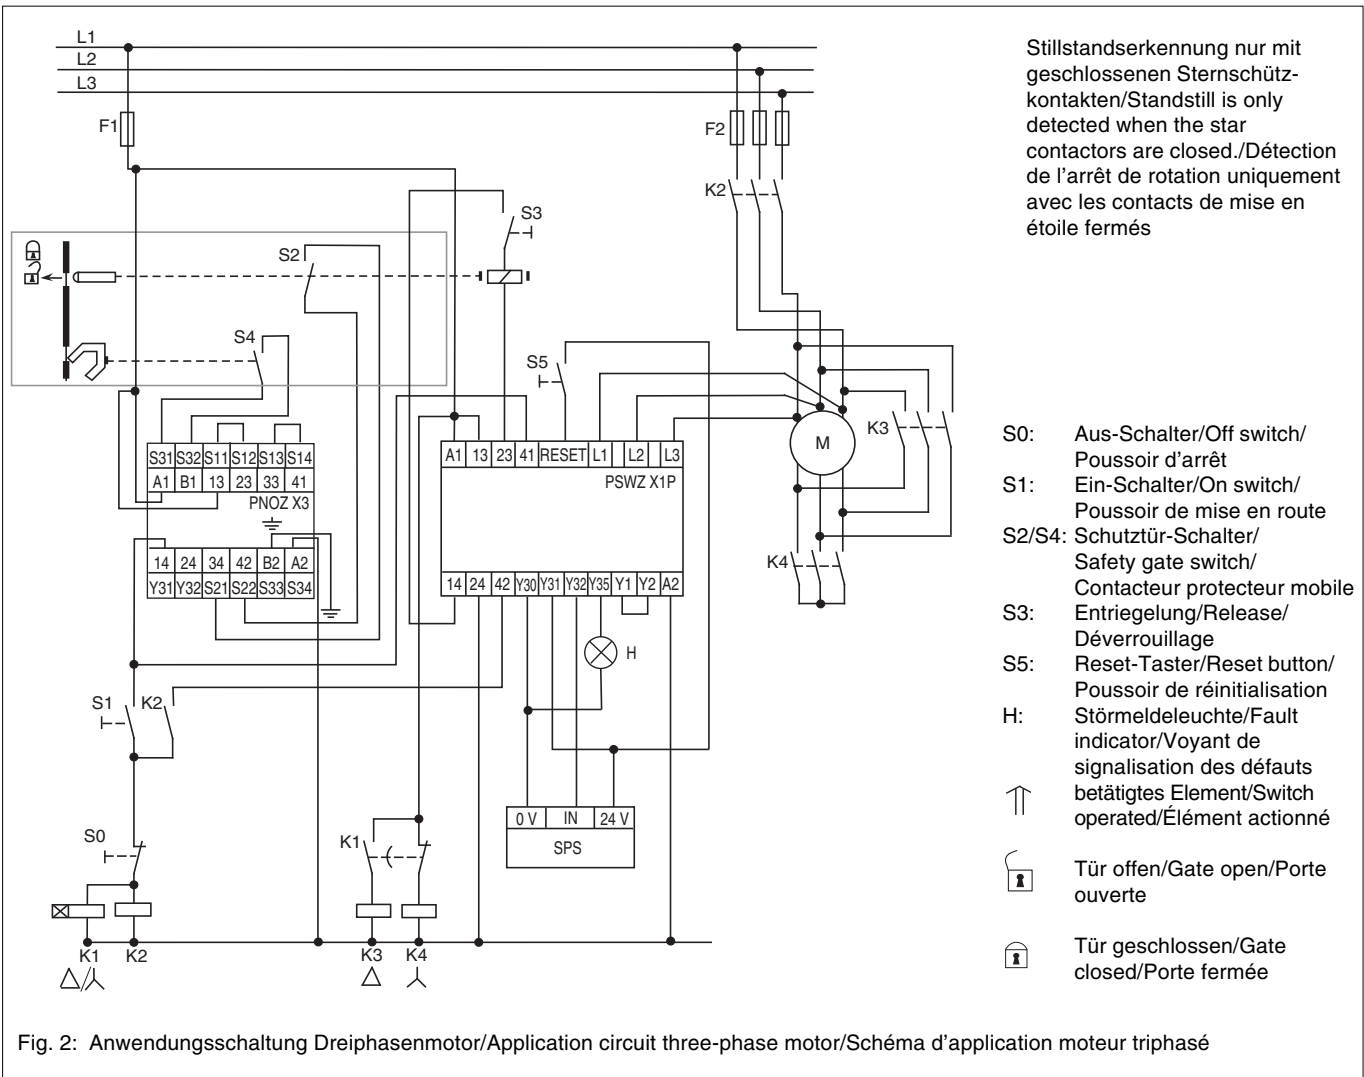 L1
L2
L3
F1
F2
K2
S3
S2
S4
S5
K3
M
K4
Stillstandserkennung nur mit
geschlossenen Sternschütz-
kontakten/Standstill is only
detected when the star
contactors are closed./Détection
de l'arrêt de rotation uniquement
avec les contacts de mise en
étoile fermés
S31 S32 S11 S12 S13 S14
A1 B1 13 23 33 41
PNOZ X3
14 24 34 42 B2 A2
Y31 Y32 S21 S22 S33 S34
A1 13 23 41 RESET L1 L2 L3
PSWZ X1P
14 24 42 Y30 Y31 Y32 Y35 Y1 Y2 A2
H
S1 K2
S0
K1
0 V IN 24 V
SPS
K1 K2 K3 K4
S0: Aus-Schalter/Off switch/
Poussoir d'arrêt
S1: Ein-Schalter/On switch/
Poussoir de mise en route
S2/S4: Schutztür-Schalter/
Safety gate switch/
Contacteur protecteur mobile
S3: Entriegelung/Release/
Déverrouillage
S5: Reset-Taster/Reset button/
Poussoir de réinitialisation
H: Störmeldeleuchte/Fault
indicator/Voyant de
signalisation des défauts
betätigtes Element/Switch
operated/Élément actionné
Tür offen/Gate open/Porte
ouverte
Tür geschlossen/Gate
closed/Porte fermée
Fig. 2: Anwendungsschaltung Dreiphasenmotor/Application circuit three-phase motor/Schéma d'application moteur triphasé